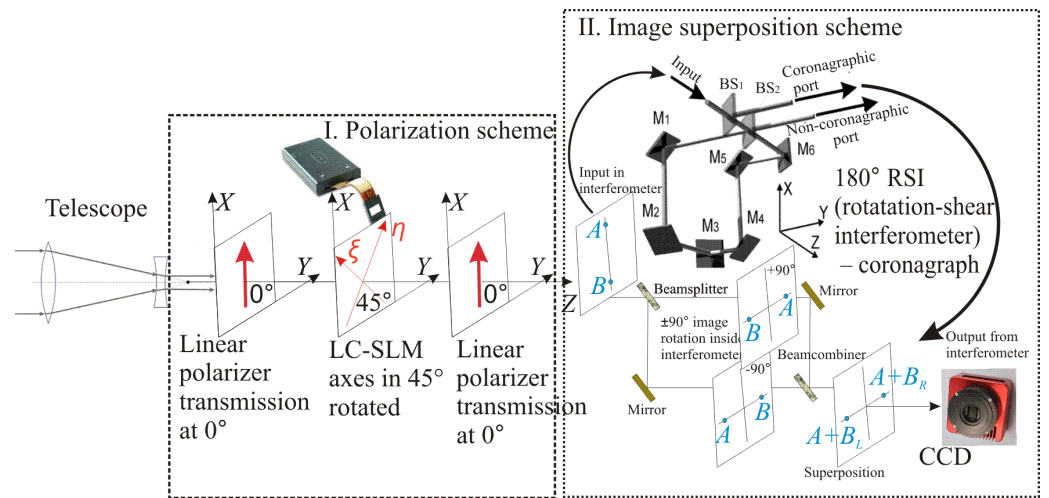 II. Image superposition scheme
Input
BS1
BS2
Coronagraphic
port
Non-coronagraphic
port
M1
M6
M5
M2
M3
M4
X
Y
Z
180° RSI
(rotatation-shear
interferometer)
– coronagraph
I. Polarization scheme
Telescope
X
Y
0°
X
ξ
η
Y
45°
X
Y
0°
Z
Linear
polarizer
transmission
at 0°
LC-SLM
axes in 45°
rotated
Linear
polarizer
transmission
at 0°
Input in
interferometer
A
B
Beamsplitter
+90°
A
B
Mirror
±90° image
rotation inside
interferometer
Mirror
-90°
B
A
Beamcombiner
Output from
interferometer
A+BR
A+BL
Superposition
CCD